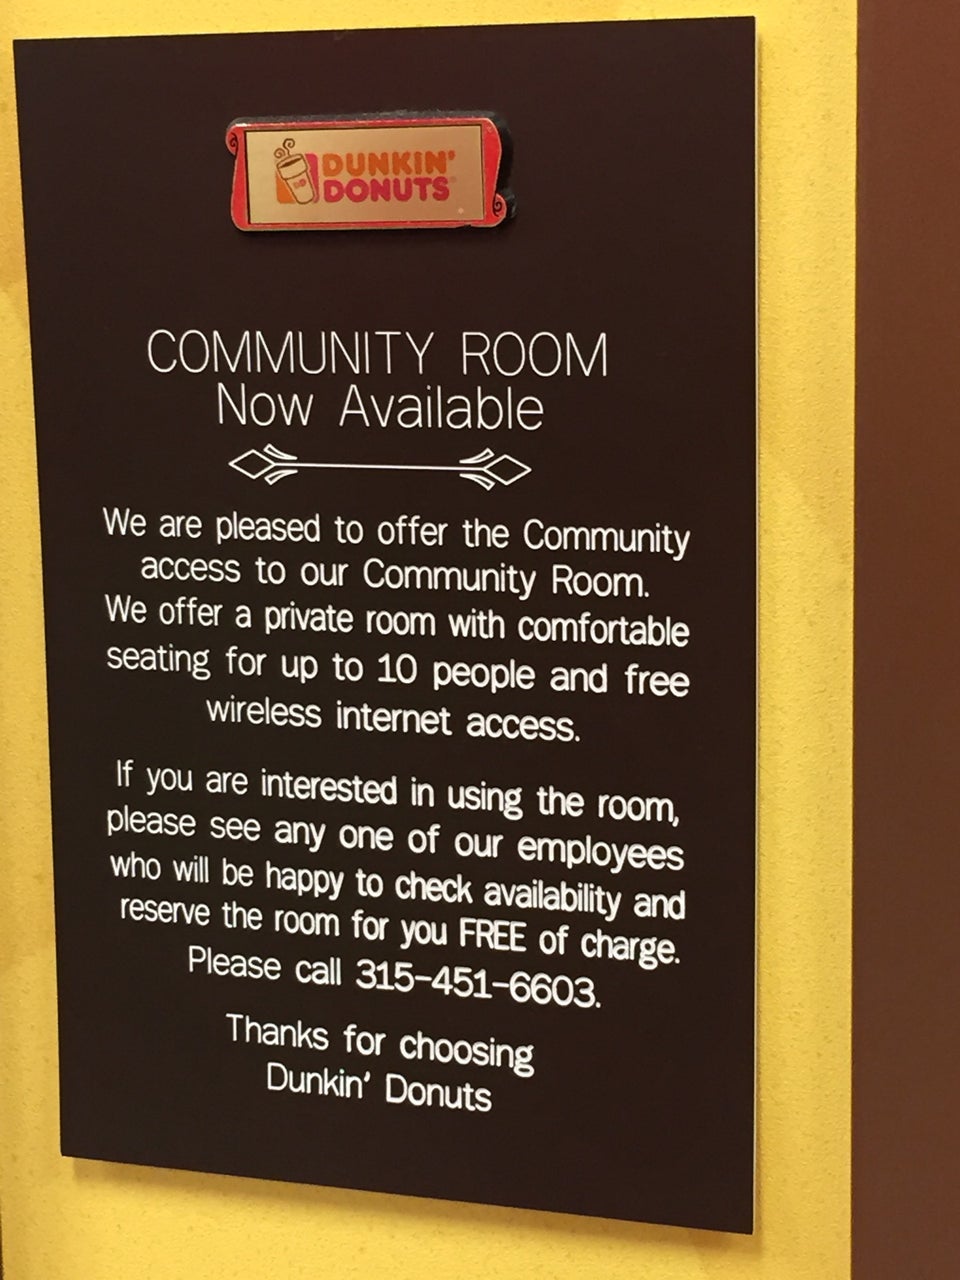 DUNKIN'
DONUTS
COMMUNITY ROOM
Now Available
We are pleased to offer the Community
access to our Community Room.
We offer a private room with comfortable
seating for up to 10 people and free
wireless internet access.
If you are interested in using the room,
please see any one of our employees
who will be happy to check availability and
reserve the room for you FREE of charge.
Please call 315-451-6603.
Thanks for choosing
Dunkin' Donuts